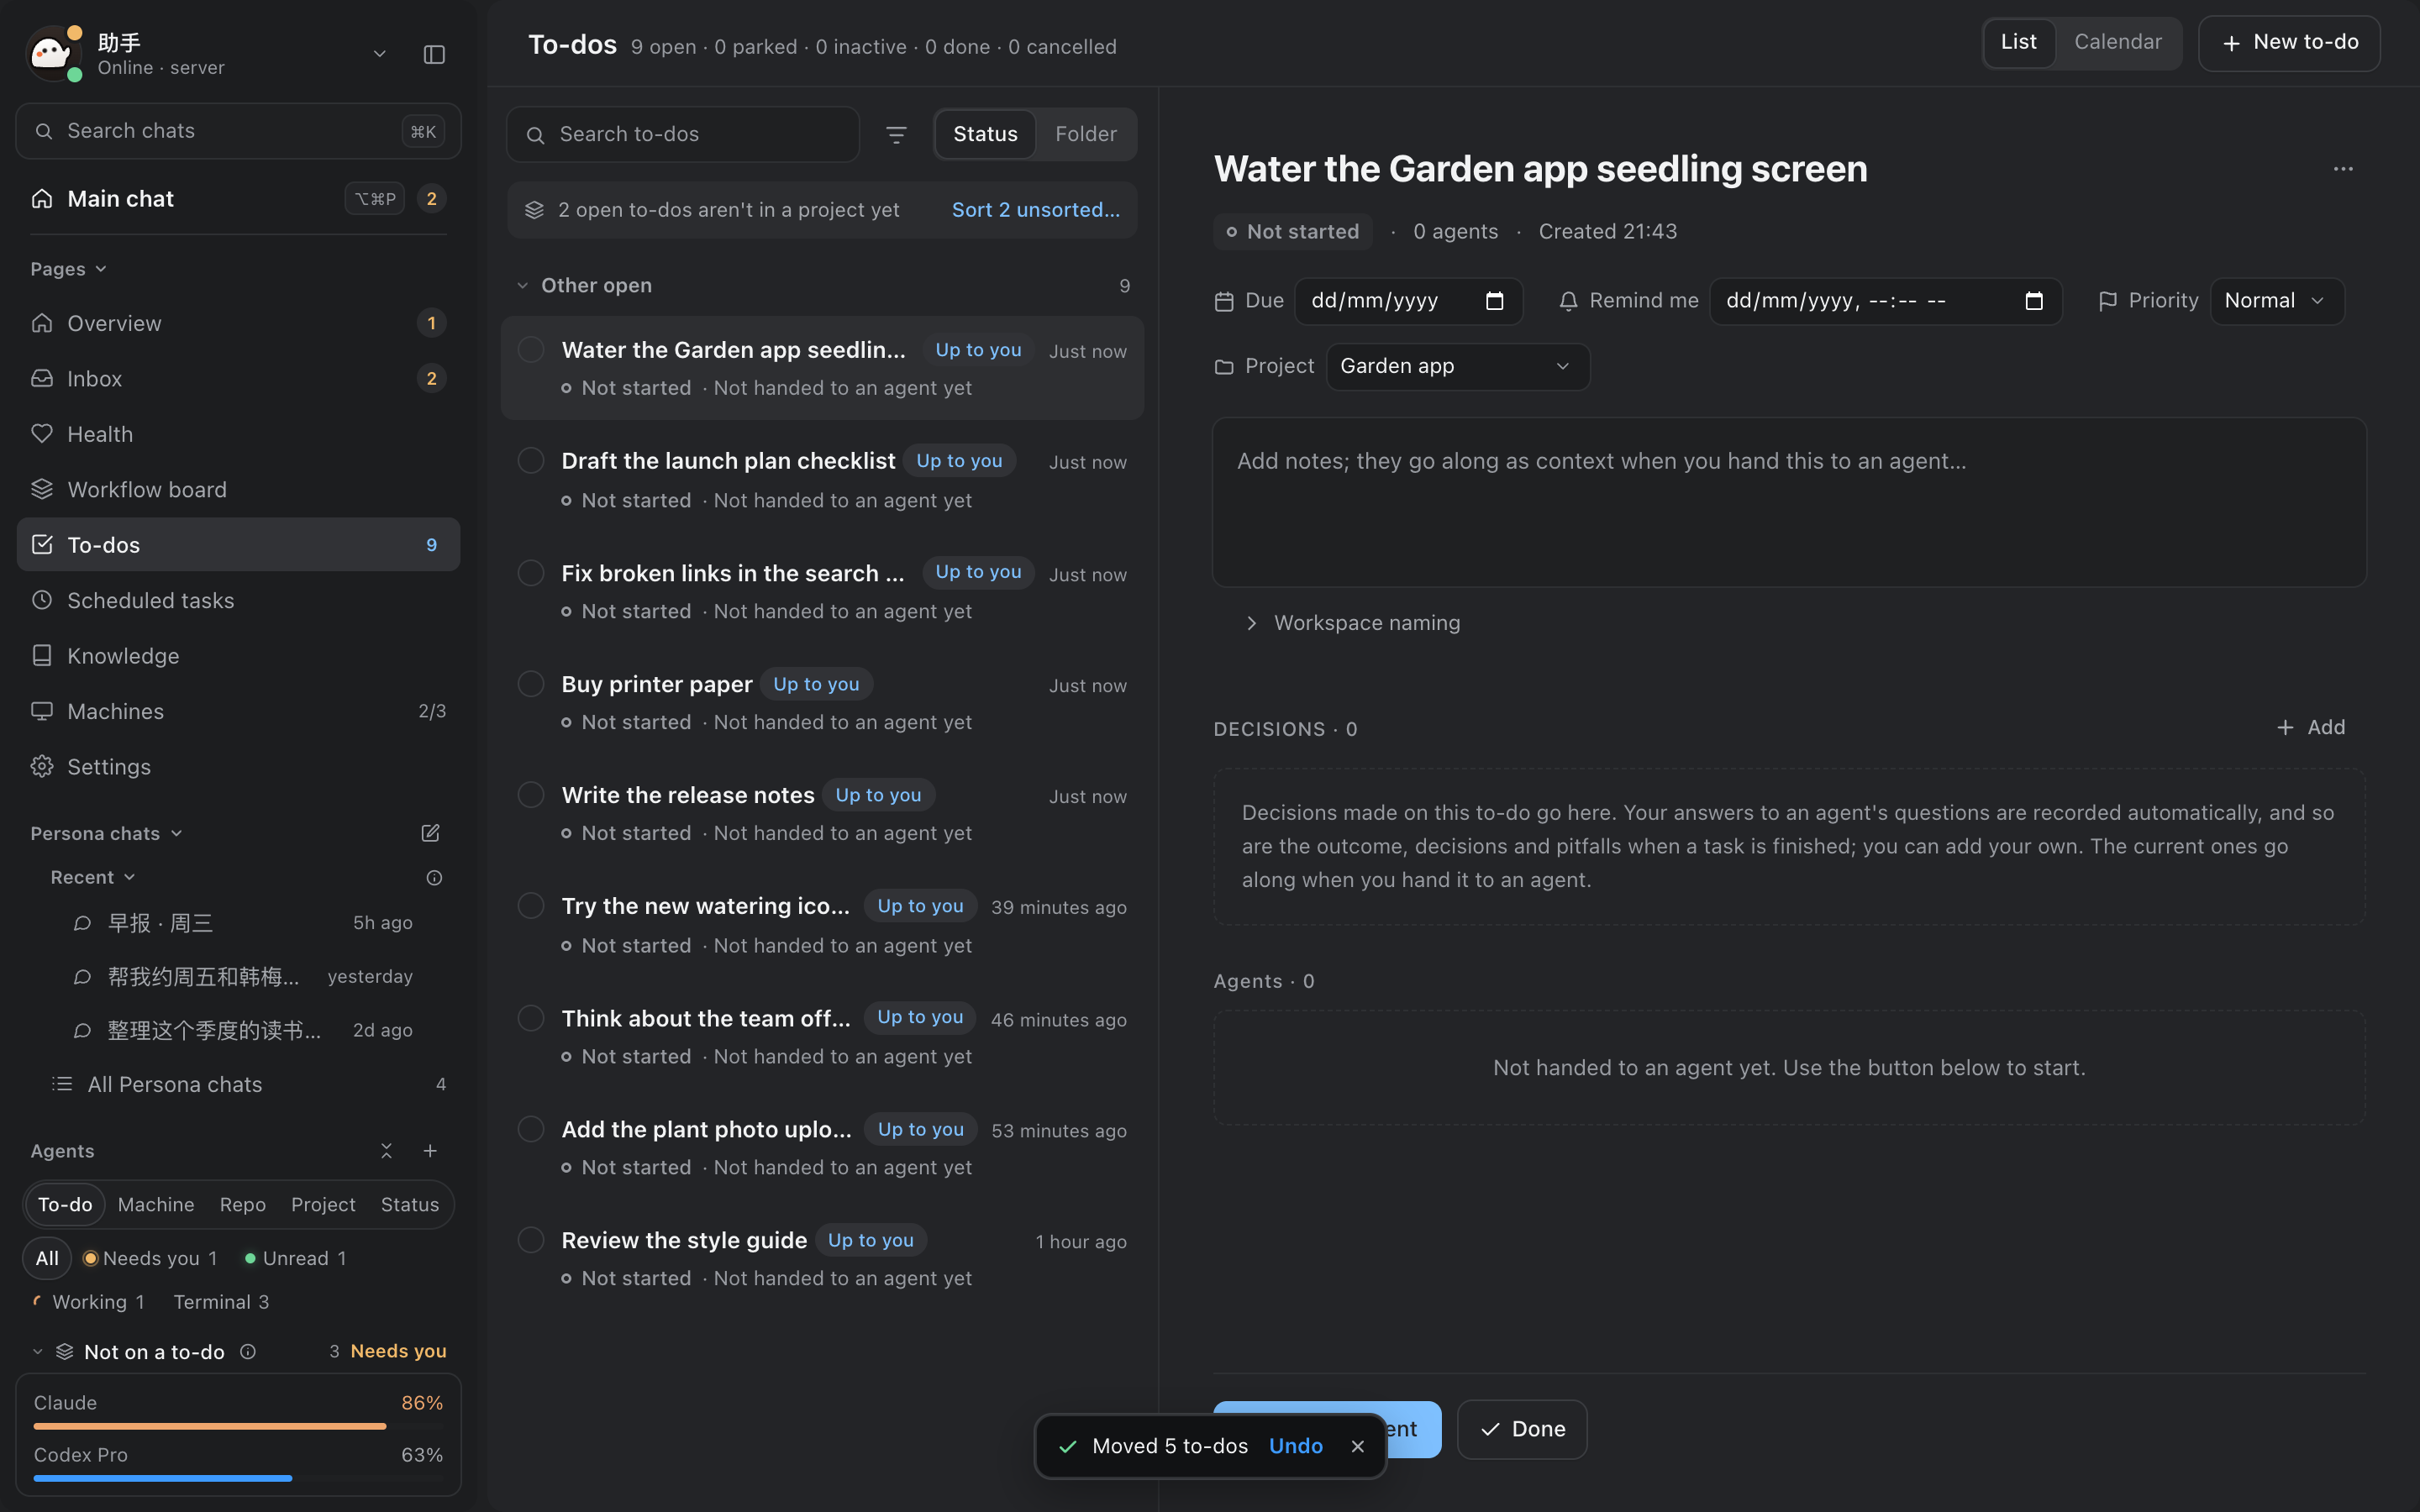 助手
Online · server
Search chats ⌘K
Main chat ⌥⌘P 2
Pages
Overview 1
Inbox 2
Health
Workflow board
To-dos 9
Scheduled tasks
Knowledge
Machines 2/3
Settings
Persona chats
Recent
早报 · 周三 5h ago
帮我约周五和韩梅... yesterday
整理这个季度的读书... 2d ago
All Persona chats 4
Agents
To-do Machine Repo Project Status
All Needs you 1 Unread 1
Working 1 Terminal 3
Not on a to-do 3 Needs you
Claude 86%
Codex Pro 63%
To-dos 9 open · 0 parked · 0 inactive · 0 done · 0 cancelled
List Calendar New to-do
Search to-dos Status Folder
2 open to-dos aren't in a project yet Sort 2 unsorted...
Other open 9
Water the Garden app seedlin... Up to you Just now
Not started · Not handed to an agent yet
Draft the launch plan checklist Up to you Just now
Not started · Not handed to an agent yet
Fix broken links in the search ... Up to you Just now
Not started · Not handed to an agent yet
Buy printer paper Up to you Just now
Not started · Not handed to an agent yet
Write the release notes Up to you Just now
Not started · Not handed to an agent yet
Try the new watering ico... Up to you 39 minutes ago
Not started · Not handed to an agent yet
Think about the team off... Up to you 46 minutes ago
Not started · Not handed to an agent yet
Add the plant photo uplo... Up to you 53 minutes ago
Not started · Not handed to an agent yet
Review the style guide Up to you 1 hour ago
Not started · Not handed to an agent yet
Water the Garden app seedling screen
Not started · 0 agents · Created 21:43
Due dd/mm/yyyy Remind me dd/mm/yyyy, --:-- -- Priority Normal
Project Garden app
Add notes; they go along as context when you hand this to an agent...
Workspace naming
DECISIONS · 0 Add
Decisions made on this to-do go here. Your answers to an agent's questions are recorded automatically, and so
are the outcome, decisions and pitfalls when a task is finished; you can add your own. The current ones go
along when you hand it to an agent.
Agents · 0
Not handed to an agent yet. Use the button below to start.
ent Done
Moved 5 to-dos Undo